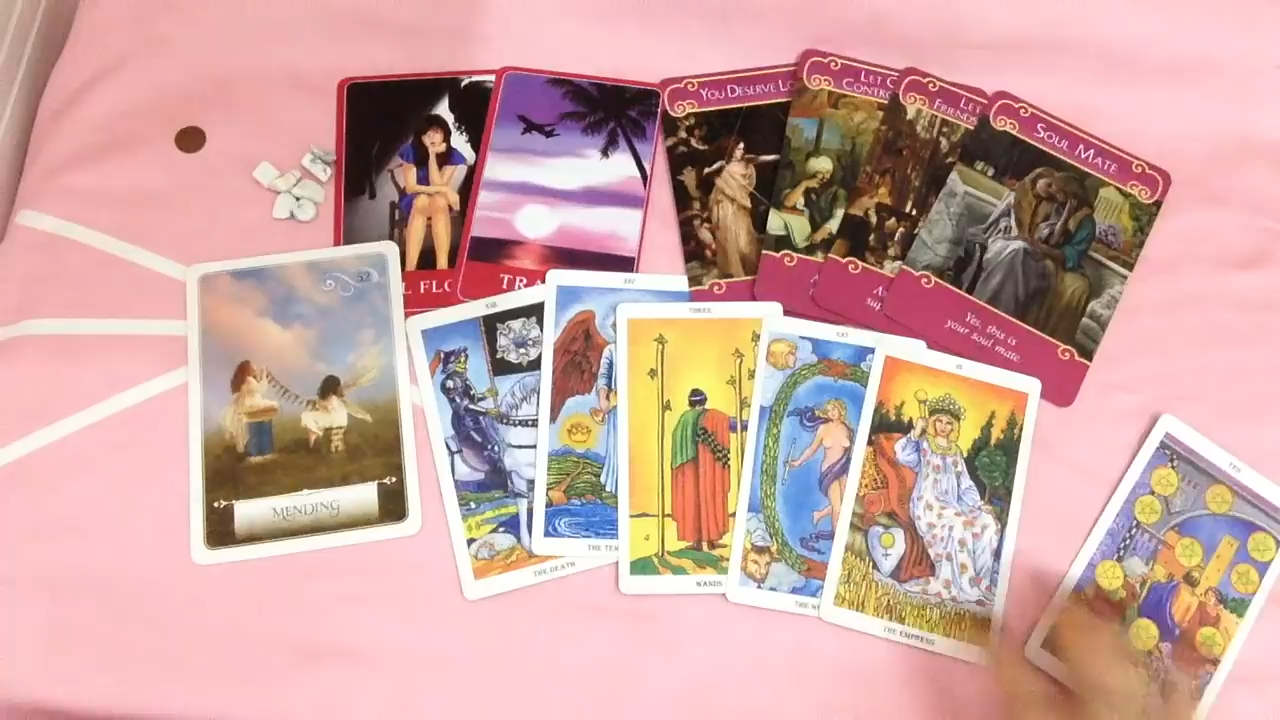 YOU DESERVE LO
LET C
CONTRO
LET
FRIENDS
SOUL MATE
Yes, this is
your soul mate.
L FLO
TRA
52
MENDING
XIII
THE DEATH
XIV
THE TEM
THREE
WANDS
XXI
THE W
III
THE EMPRESS
TEN